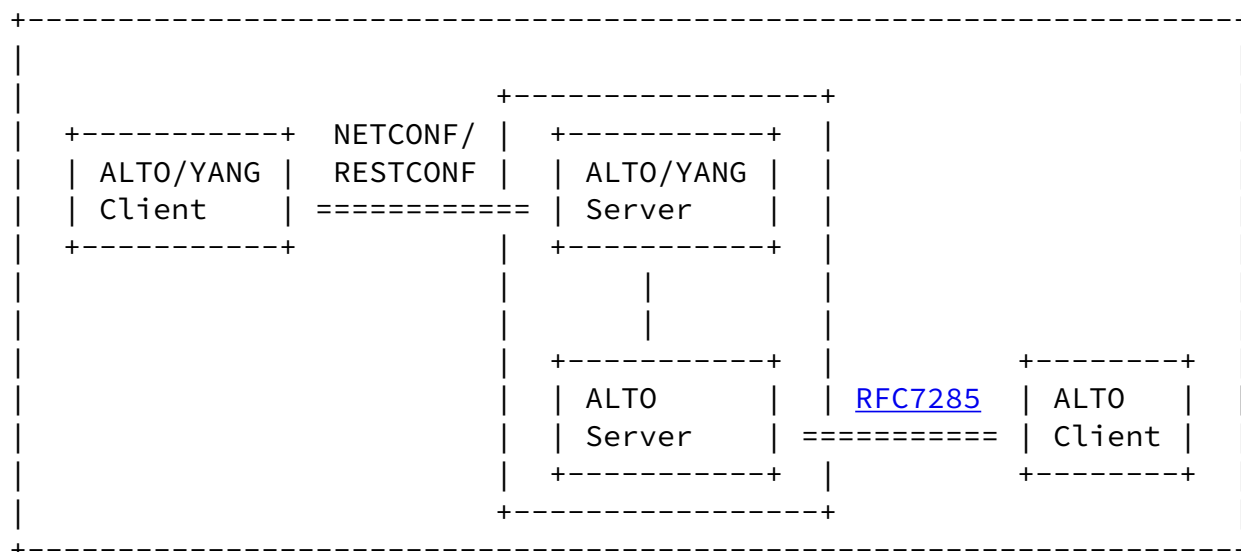 NETCONF/
ALTO/YANG RESTCONF ALTO/YANG
Client Server
ALTO RFC7285 ALTO
Server Client